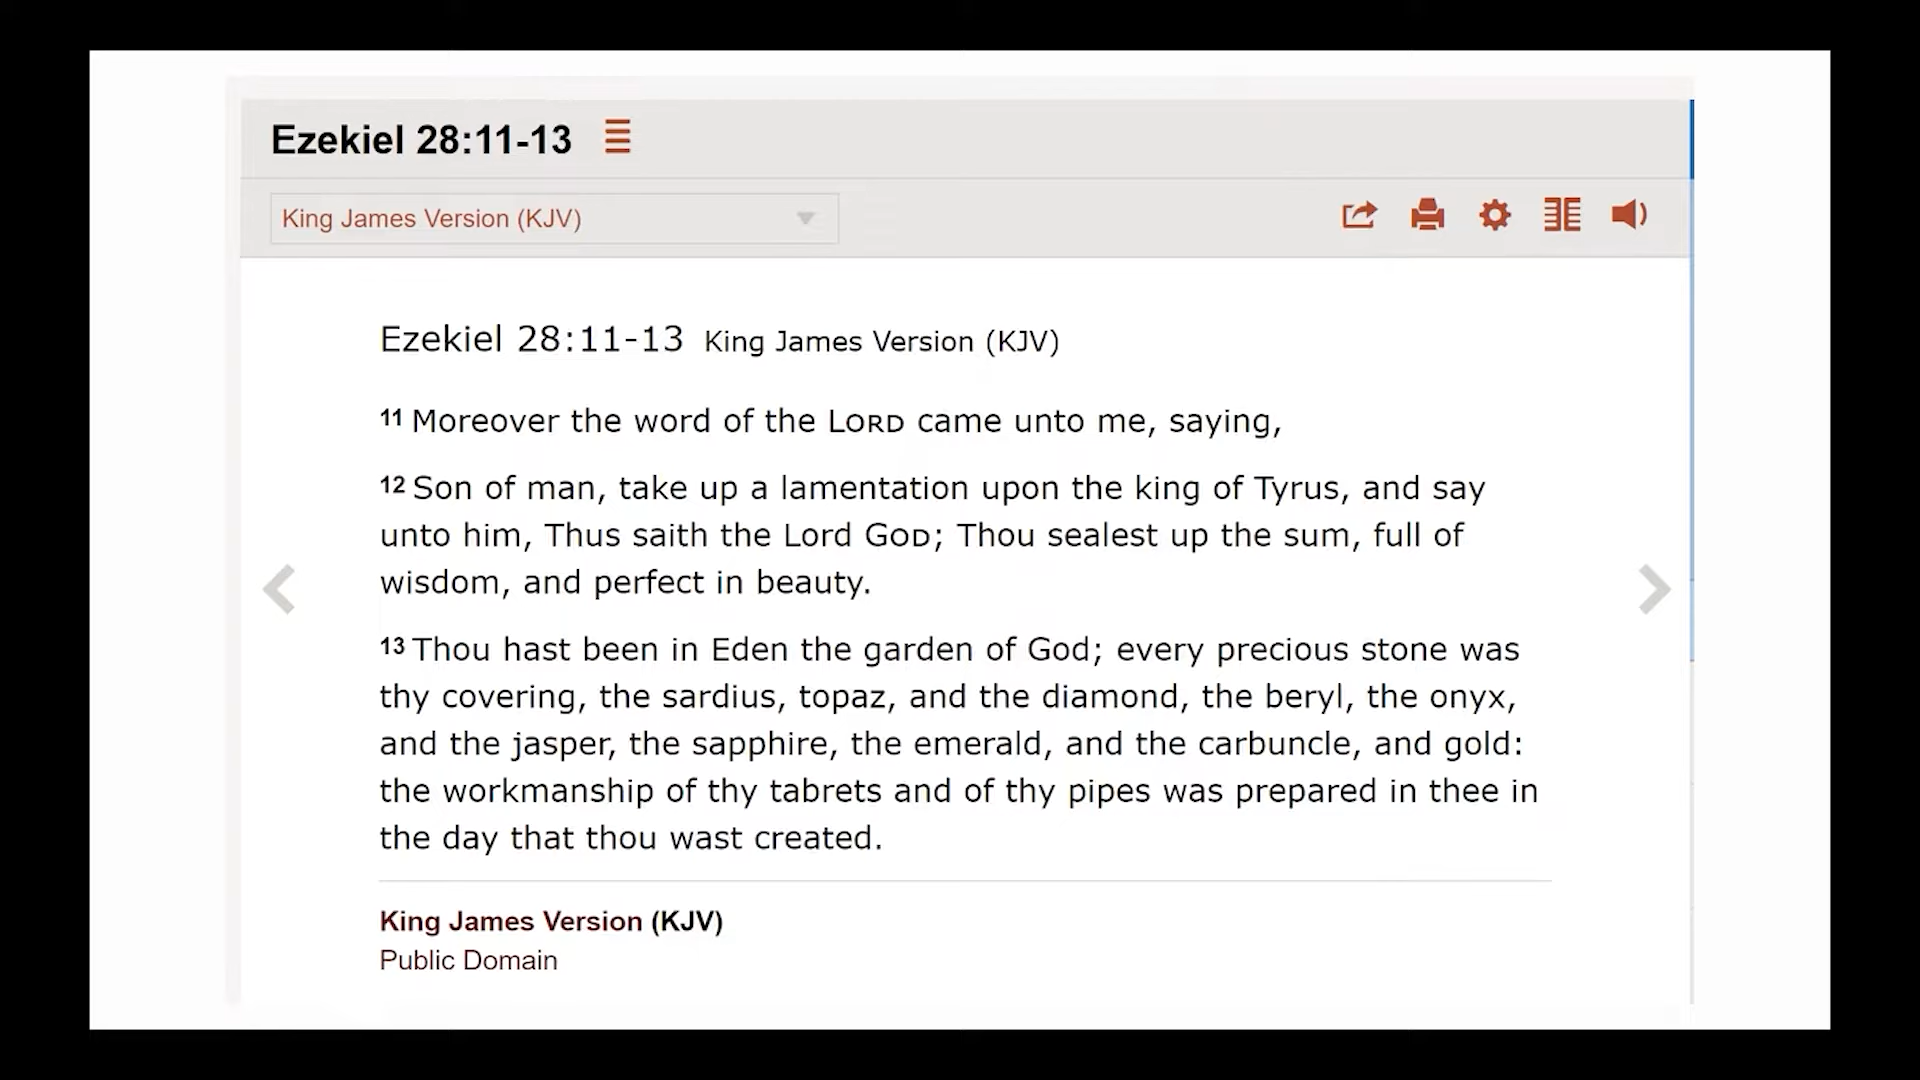 Ezekiel 28:11-13
King James Version (KJV)
Ezekiel 28:11-13 King James Version (KJV)
11 Moreover the word of the LORD came unto me, saying,
12 Son of man, take up a lamentation upon the king of Tyrus, and say
unto him, Thus saith the Lord GOD; Thou sealest up the sum, full of
wisdom, and perfect in beauty.
13 Thou hast been in Eden the garden of God; every precious stone was
thy covering, the sardius, topaz, and the diamond, the beryl, the onyx,
and the jasper, the sapphire, the emerald, and the carbuncle, and gold:
the workmanship of thy tabrets and of thy pipes was prepared in thee in
the day that thou wast created.
King James Version (KJV)
Public Domain